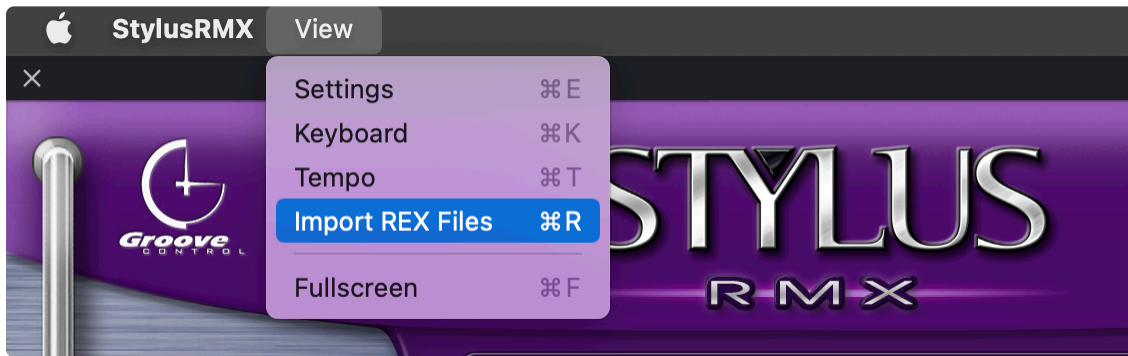 StylusRMX View
Settings ⌘E
Keyboard ⌘K
Tempo ⌘T
Import REX Files ⌘R
Fullscreen ⌘F
Groove
CONTROL
STYLUS
RMX